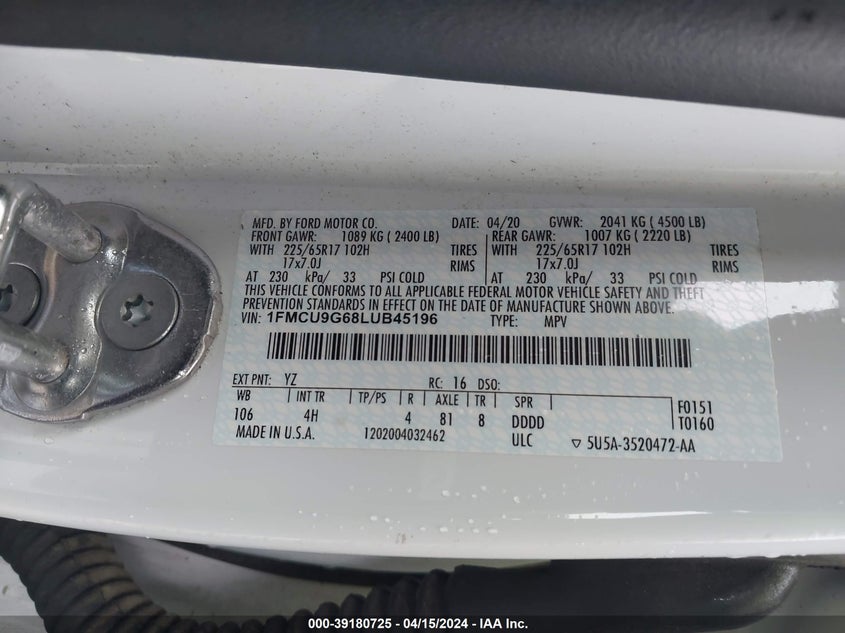 MFD. BY FORD MOTOR CO. DATE: 04/20 GVWR: 2041 KG ( 4500 LB)
FRONT GAWR: 1089 KG ( 2400 LB) REAR GAWR: 1007 KG ( 2220 LB)
WITH 225/65R17 102H TIRES WITH 225/65R17 102H TIRES
17x7.0J RIMS 17x7.0J RIMS
AT 230 kPa/ 33 PSI COLD AT 230 kPa/ 33 PSI COLD
THIS VEHICLE CONFORMS TO ALL APPLICABLE FEDERAL MOTOR VEHICLE SAFETY AND THEFT
PREVENTION STANDARDS IN EFFECT ON THE DATE OF MANUFACTURE SHOWN ABOVE.
VIN: 1FMCU9G68LUB45196 TYPE: MPV
EXT PNT: YZ RC: 16 DSO:
WB INT TR TP/PS R AXLE TR SPR F0151
106 4H 4 81 8 DDDD T0160
MADE IN U.S.A. 1202004032462 ULC ▽ 5U5A-3520472-AA
000-39180725 - 04/15/2024 - IAA Inc.